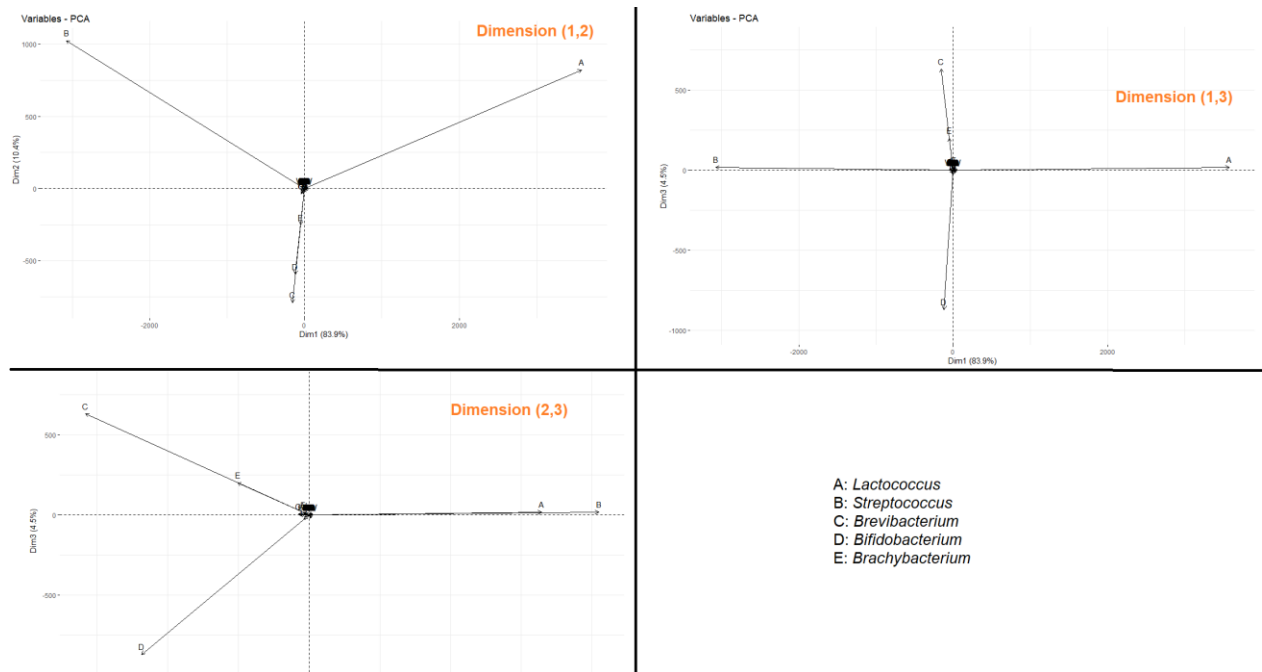 Variables - PCA
Dimension (1,2)
B
A
1000
500
0
-500
E
D
C
Dim2 (10.4%)
-2000
0
2000
Dim1 (83.9%)
Variables - PCA
Dimension (1,3)
C
E
B
A
D
500
0
-500
-1000
Dim3 (4.5%)
-2000
0
2000
Dim1 (83.9%)
Dimension (2,3)
C
E
A
B
D
500
0
-500
Dim3 (4.5%)
A: Lactococcus
B: Streptococcus
C: Brevibacterium
D: Bifidobacterium
E: Brachybacterium